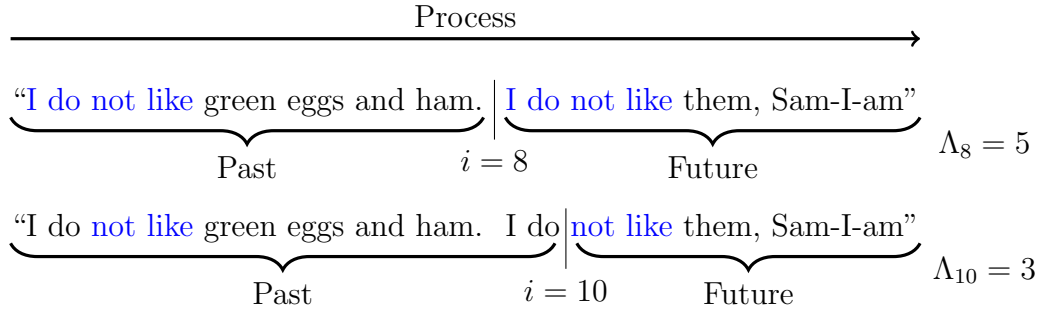 Process
“I do not like green eggs and ham. I do not like them, Sam-I-am”
Past i = 8 Future Λ₈ = 5
“I do not like green eggs and ham. I do not like them, Sam-I-am”
Past i = 10 Future Λ₁₀ = 3